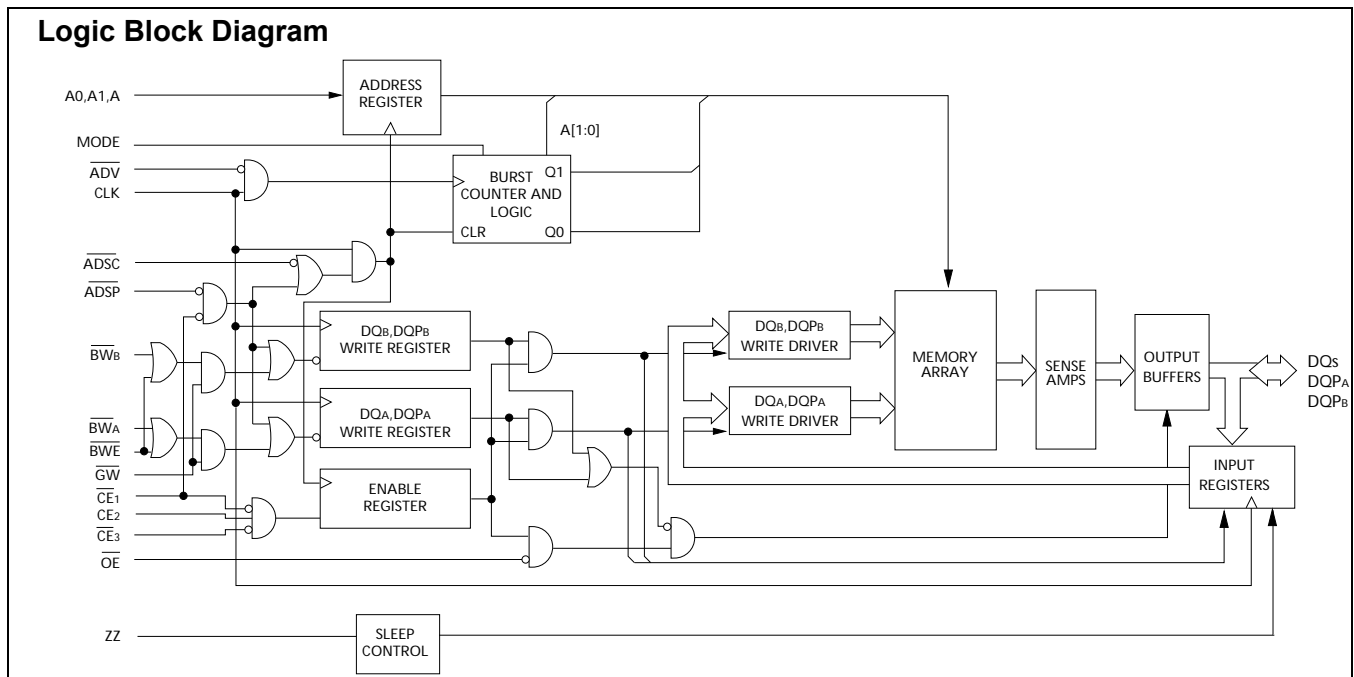 Logic Block Diagram
A0,A1,A
ADDRESS
REGISTER
MODE
A[1:0]
ADV
CLK
BURST
COUNTER AND
LOGIC
Q1
CLR
Q0
ADSC
ADSP
DQB,DQPB
WRITE REGISTER
DQB,DQPB
WRITE DRIVER
MEMORY
ARRAY
SENSE
AMPS
OUTPUT
BUFFERS
DQs
DQPA
DQPB
BWB
DQA,DQPA
WRITE REGISTER
DQA,DQPA
WRITE DRIVER
BWA
BWE
GW
CE1
CE2
CE3
ENABLE
REGISTER
INPUT
REGISTERS
OE
ZZ
SLEEP
CONTROL